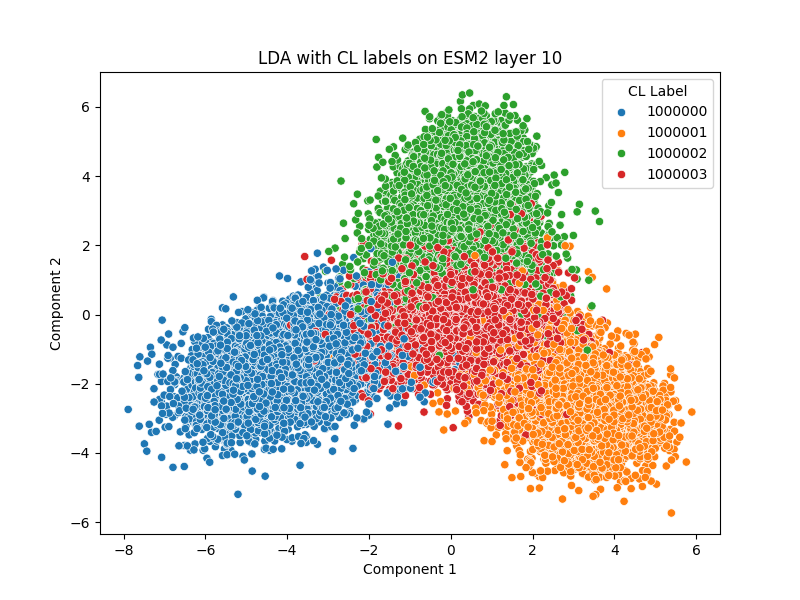 LDA with CL labels on ESM2 layer 10
CL Label
1000000
1000001
1000002
1000003
6
4
2
0
−2
−4
−6
Component 2
−8 −6 −4 −2 0 2 4 6
Component 1